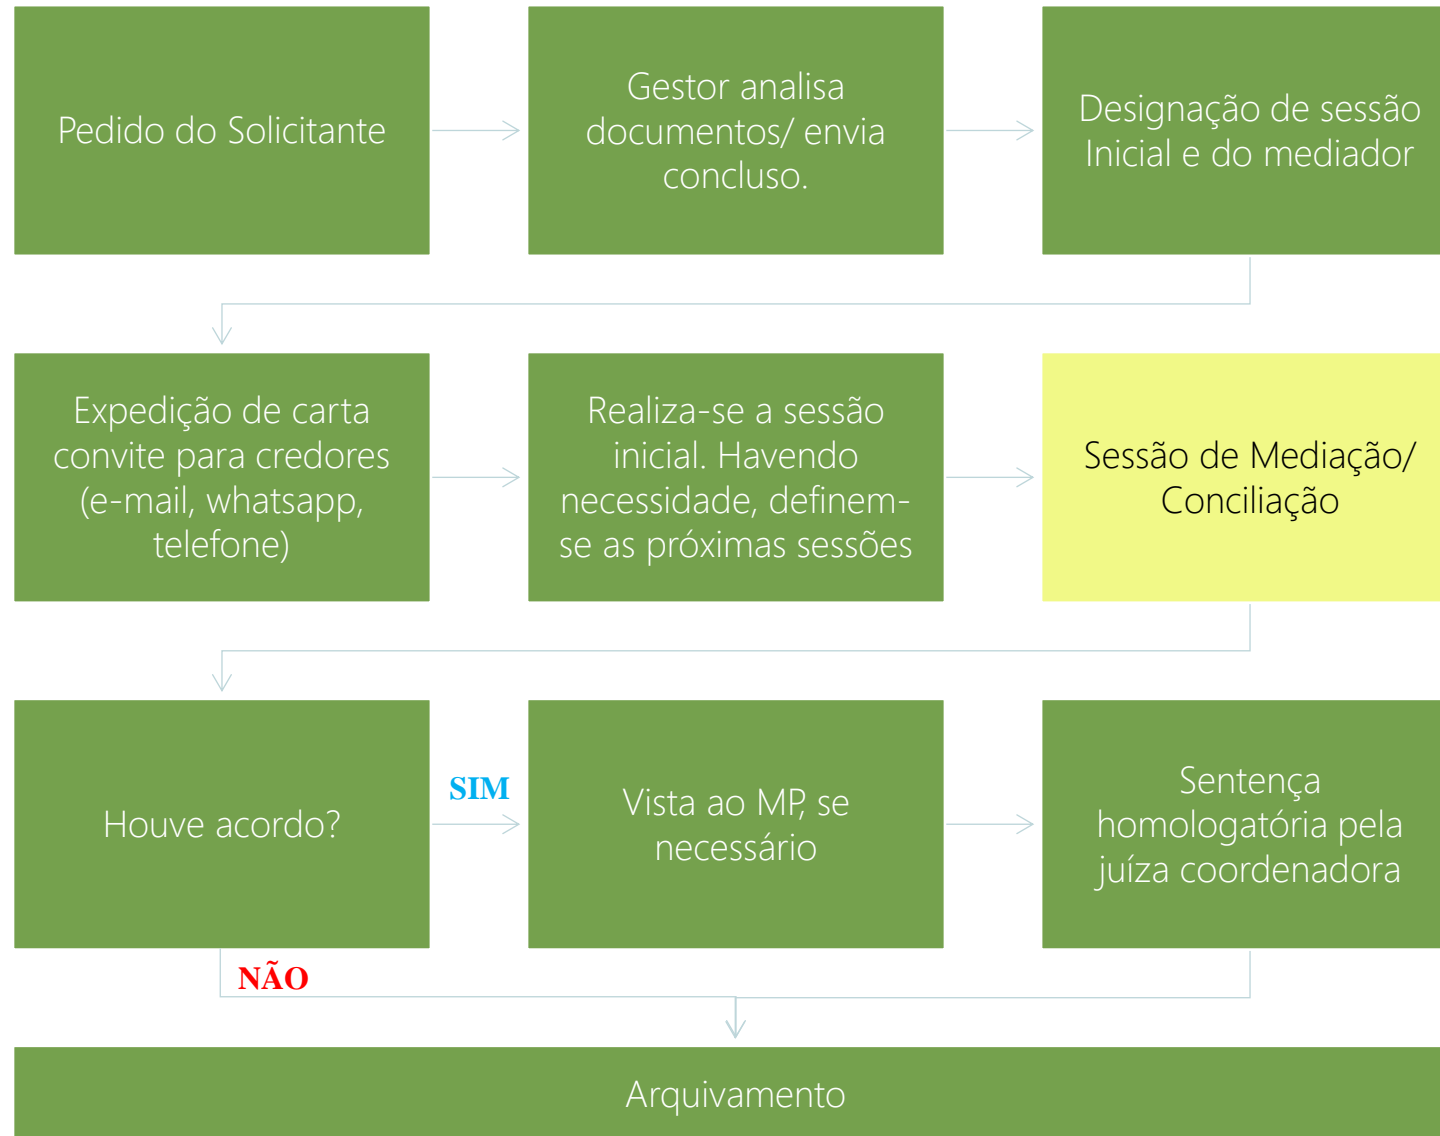 Pedido do Solicitante
Gestor analisa
documentos/ envia
concluso.
Designação de sessão
Inicial e do mediador
Expedição de carta
convite para credores
(e-mail, whatsapp,
telefone)
Realiza-se a sessão
inicial. Havendo
necessidade, definem-
se as próximas sessões
Sessão de Mediação/
Conciliação
Houve acordo?
SIM
Vista ao MP, se
necessário
Sentença
homologatória pela
juíza coordenadora
NÃO
Arquivamento